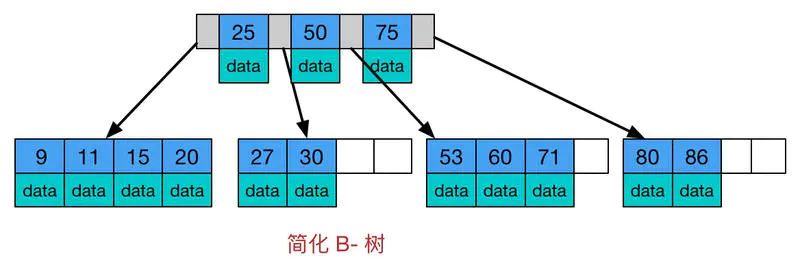 25 50 75
data data data
9 11 15 20 27 30 53 60 71 80 86
data data data data data data data data data data data
简化 B- 树